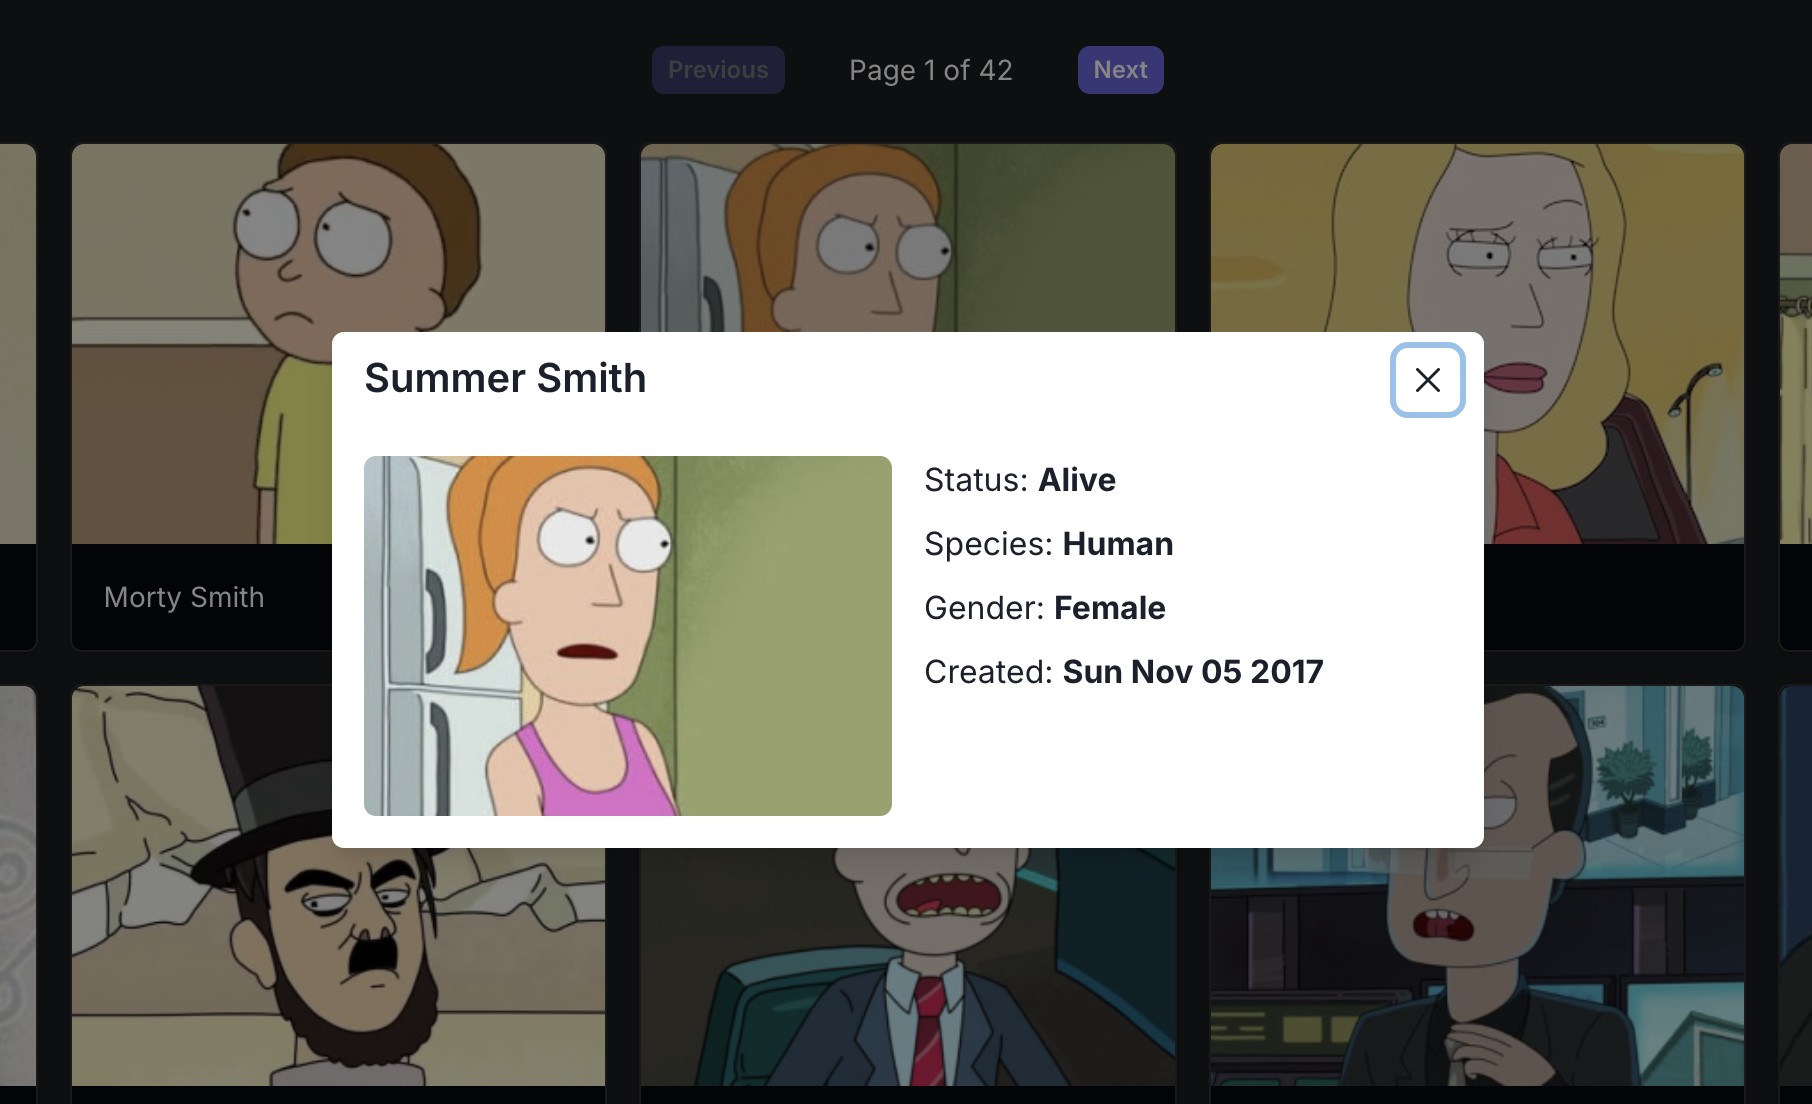 Previous
Page 1 of 42
Next
Summer Smith
Status: Alive
Species: Human
Gender: Female
Created: Sun Nov 05 2017
Morty Smith